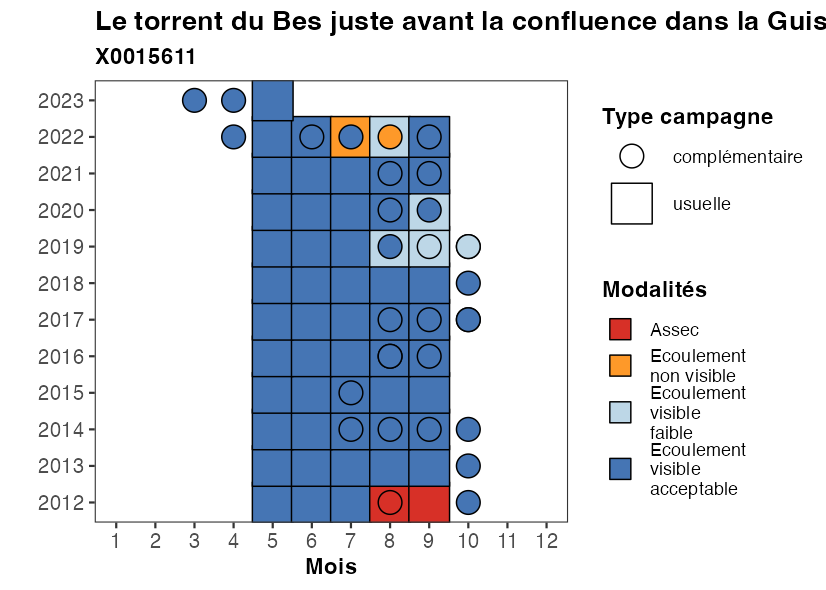 Le torrent du Bes juste avant la confluence dans la Guis
X0015611
2023
2022
2021
2020
2019
2018
2017
2016
2015
2014
2013
2012
1 2 3 4 5 6 7 8 9 10 11 12
Mois
Type campagne
complémentaire
usuelle
Modalités
Assec
Ecoulement
non visible
Ecoulement
visible
faible
Ecoulement
visible
acceptable